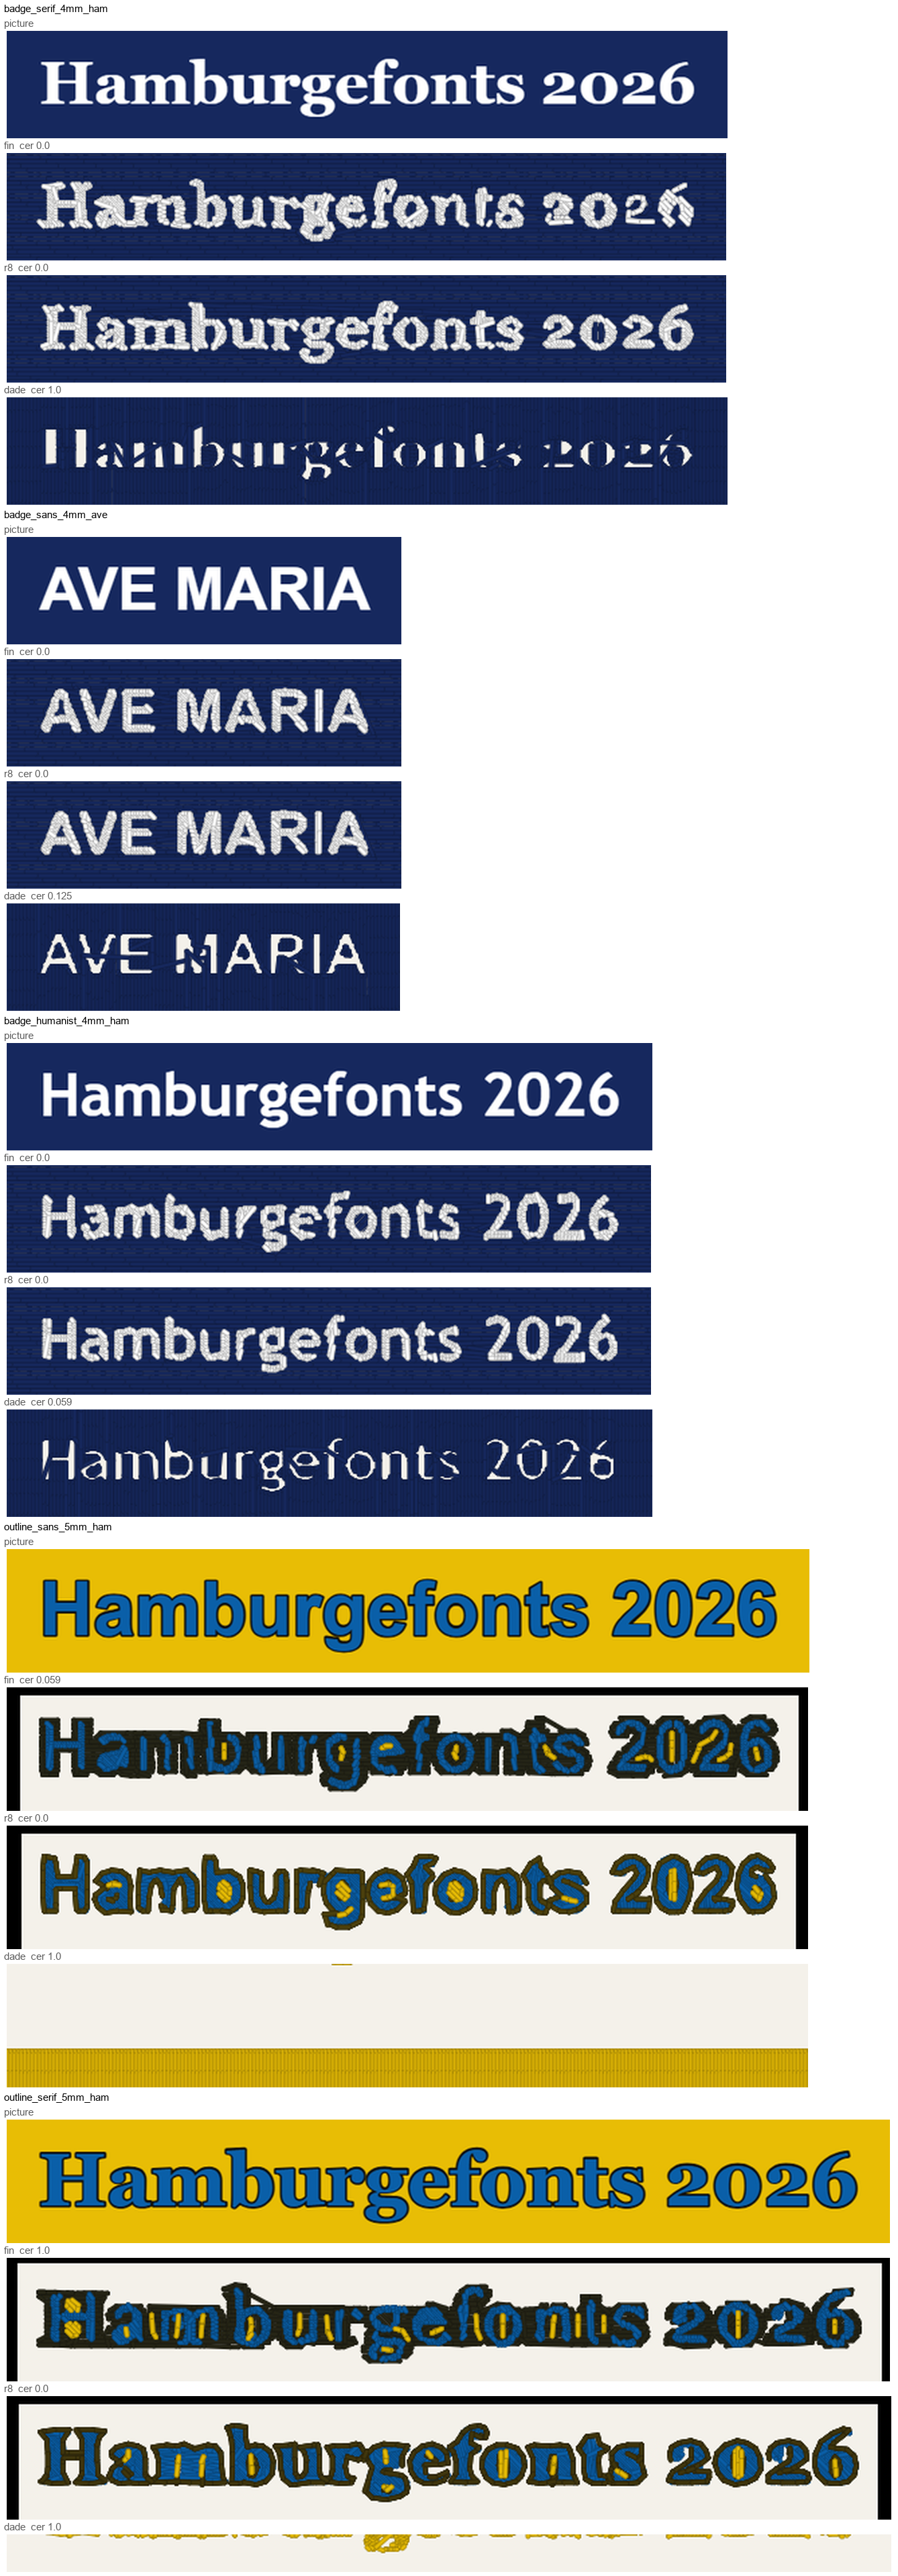 badge_serif_4mm_ham
picture
Hamburgefonts 2026
fin cer 0.0
Hamburgefonts 2026
r8 cer 0.0
Hamburgefonts 2026
dade cer 1.0
Hamburgefonts 2026
badge_sans_4mm_ave
picture
AVE MARIA
fin cer 0.0
AVE MARIA
r8 cer 0.0
AVE MARIA
dade cer 0.125
AVE MARIA
badge_humanist_4mm_ham
picture
Hamburgefonts 2026
fin cer 0.0
Hamburgefonts 2026
r8 cer 0.0
Hamburgefonts 2026
dade cer 0.059
Hamburgefonts 2026
outline_sans_5mm_ham
picture
Hamburgefonts 2026
fin cer 0.059
Hamburgefonts 2026
r8 cer 0.0
Hamburgefonts 2026
dade cer 1.0
outline_serif_5mm_ham
picture
Hamburgefonts 2026
fin cer 1.0
Hamburgefonts 2026
r8 cer 0.0
Hamburgefonts 2026
dade cer 1.0